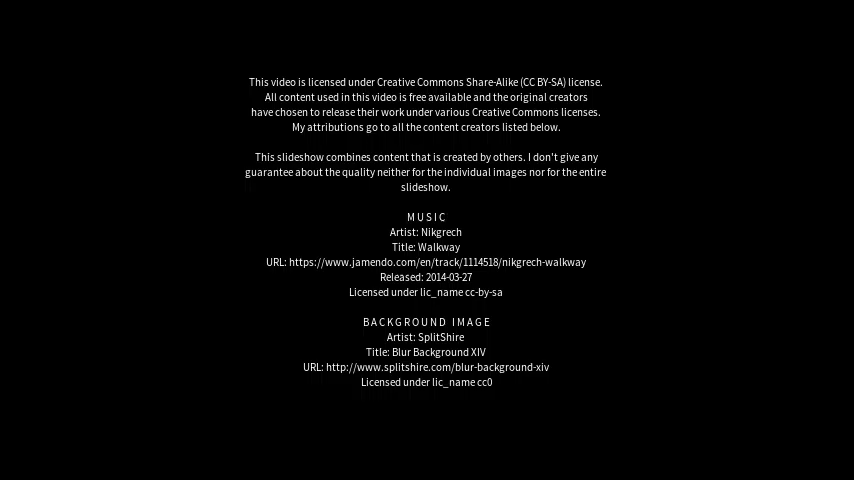 This video is licensed under Creative Commons Share-Alike (CC BY-SA) license.
All content used in this video is free available and the original creators
have chosen to release their work under various Creative Commons licenses.
My attributions go to all the content creators listed below.
This slideshow combines content that is created by others. I don't give any
guarantee about the quality neither for the individual images nor for the entire
slideshow.
MUSIC
Artist: Nikgrech
Title: Walkway
URL: https://www.jamendo.com/en/track/1114518/nikgrech-walkway
Released: 2014-03-27
Licensed under lic_name cc-by-sa
BACKGROUND IMAGE
Artist: SplitShire
Title: Blur Background XIV
URL: http://www.splitshire.com/blur-background-xiv
Licensed under lic_name cc0